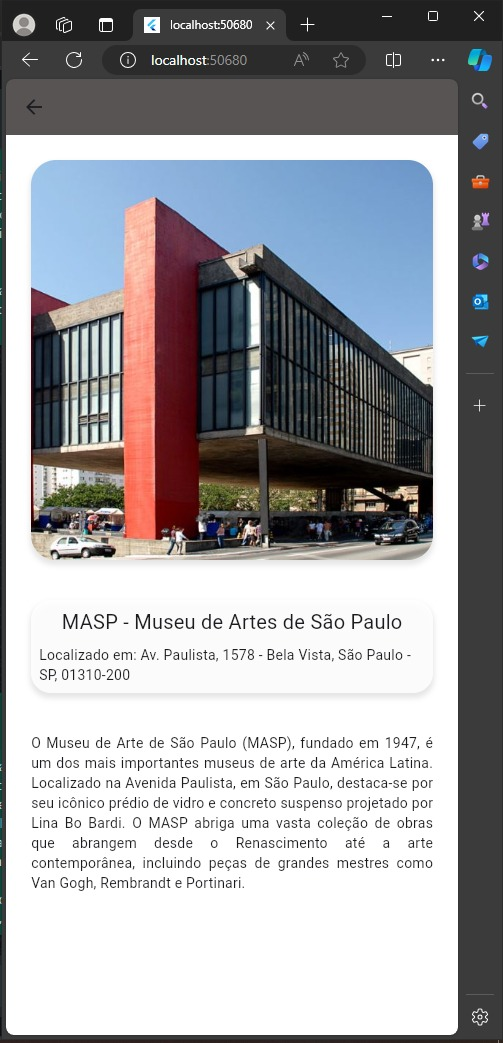 localhost:50680
localhost:50680
MASP - Museu de Artes de São Paulo
Localizado em: Av. Paulista, 1578 - Bela Vista, São Paulo -
SP, 01310-200
O Museu de Arte de São Paulo (MASP), fundado em 1947, é
um dos mais importantes museus de arte da América Latina.
Localizado na Avenida Paulista, em São Paulo, destaca-se por
seu icônico prédio de vidro e concreto suspenso projetado por
Lina Bo Bardi. O MASP abriga uma vasta coleção de obras
que abrangem desde o Renascimento até a arte
contemporânea, incluindo peças de grandes mestres como
Van Gogh, Rembrandt e Portinari.